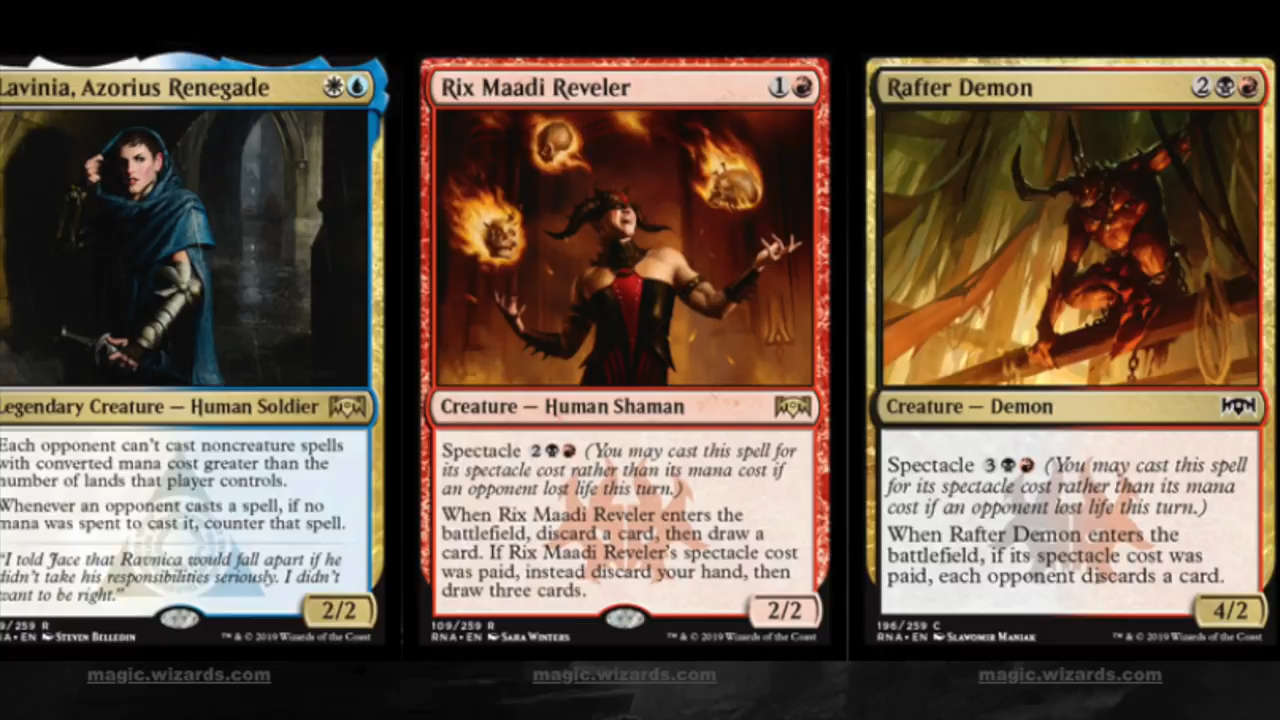 Lavinia, Azorius Renegade
Legendary Creature — Human Soldier
Each opponent can't cast noncreature spells
with converted mana cost greater than the
number of lands that player controls.
Whenever an opponent casts a spell, if no
mana was spent to cast it, counter that spell.
"I told Jace that Ravnica would fall apart if he
didn't take his responsibilities seriously. I didn't
want to be right."
2/2
9/259 R
A • EN STEVEN BELLEDIN
™ & © 2019 Wizards of the Coast
magic.wizards.com
Rix Maadi Reveler 1
Creature — Human Shaman
Spectacle 2 (You may cast this spell for
its spectacle cost rather than its mana cost if
an opponent lost life this turn.)
When Rix Maadi Reveler enters the
battlefield, discard a card, then draw a
card. If Rix Maadi Reveler's spectacle cost
was paid, instead discard your hand, then
draw three cards.
2/2
109/259 R
RNA • EN SARA WINTERS
™ & © 2019 Wizards of the Coast
magic.wizards.com
Rafter Demon 2
Creature — Demon
Spectacle 3 (You may cast this spell
for its spectacle cost rather than its mana
cost if an opponent lost life this turn.)
When Rafter Demon enters the
battlefield, if its spectacle cost was
paid, each opponent discards a card.
4/2
196/259 C
RNA • EN SLAWOMIR MANIAK
™ & © 2019 Wizards of the Coast
magic.wizards.com